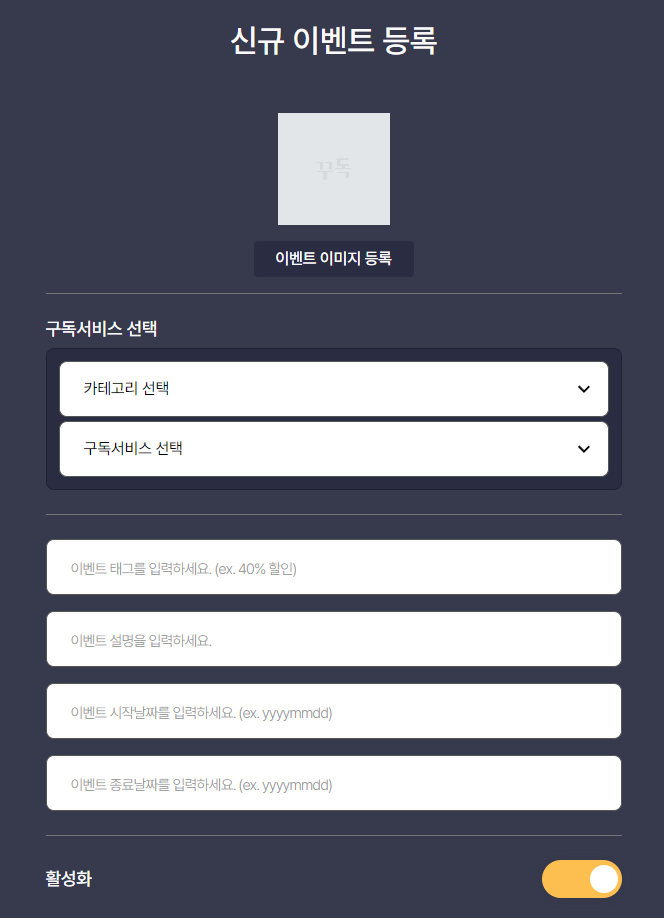 신규 이벤트 등록
꾸독
이벤트 이미지 등록
구독서비스 선택
카테고리 선택
구독서비스 선택
이벤트 태그를 입력하세요. (ex. 40% 할인)
이벤트 설명을 입력하세요.
이벤트 시작날짜를 입력하세요. (ex. yyyymmdd)
이벤트 종료날짜를 입력하세요. (ex. yyyymmdd)
활성화